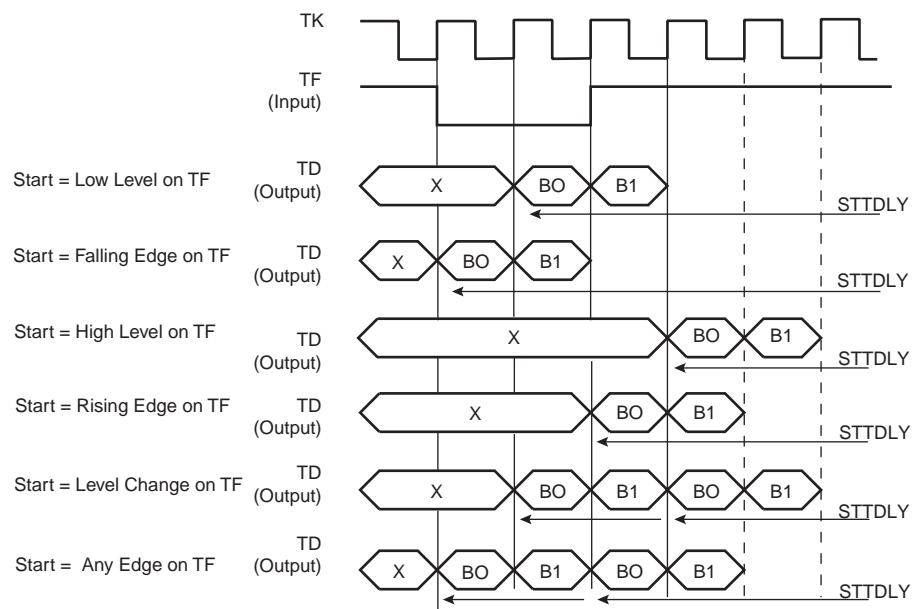 TK
TF
(Input)
Start = Low Level on TF
TD
(Output)
X
BO
B1
STTDLY
Start = Falling Edge on TF
TD
(Output)
X
BO
B1
STTDLY
Start = High Level on TF
TD
(Output)
X
BO
B1
STTDLY
Start = Rising Edge on TF
TD
(Output)
X
BO
B1
STTDLY
Start = Level Change on TF
TD
(Output)
X
BO
B1
BO
B1
STTDLY
Start = Any Edge on TF
TD
(Output)
X
BO
B1
BO
B1
STTDLY